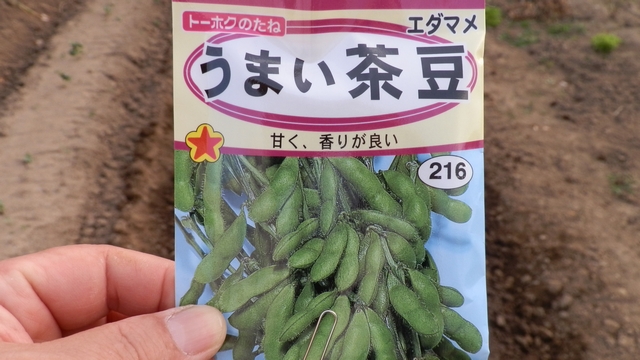 トーホクのたね
エダマメ
うまい茶豆
甘く、香りが良い
216